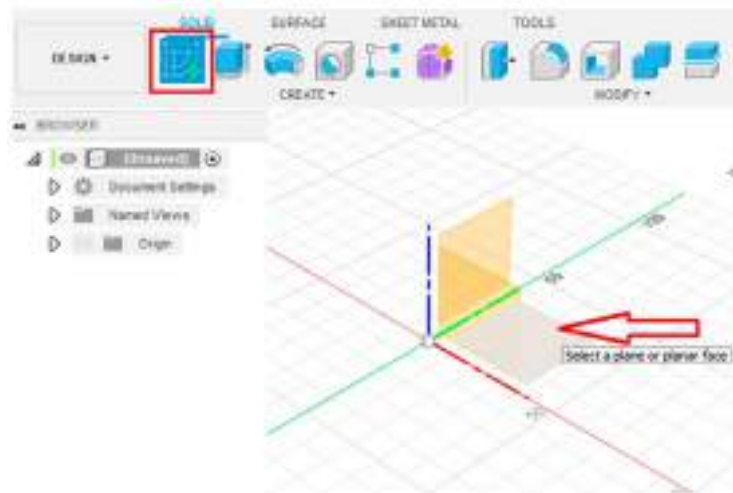 SOLID SURFACE SHEET METAL TOOLS
DESIGN
CREATE MODIFY
BROWSER
(Unsaved)
Document Settings
Named Views
Origin
Select a plane or planar face